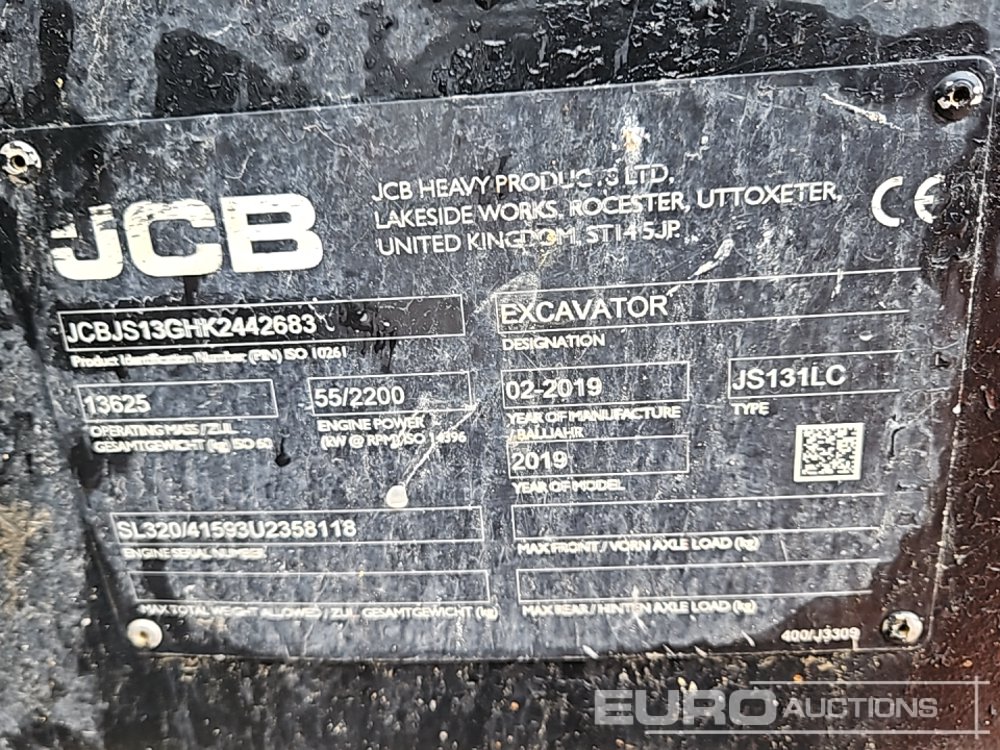 JCB
JCB HEAVY PRODUCTS LTD,
LAKESIDE WORKS, ROCESTER, UTTOXETER,
UNITED KINGDOM, ST14 5JP.
CE
JCBJS13GHK2442683
Product Identification Number (PIN) ISO 10261
EXCAVATOR
DESIGNATION
13625
OPERATING MASS / ZUL
GESAMTGEWICHT (kg) ISO 60
55/2200
ENGINE POWER
(kW @ RPM) ISO 14396
02-2019
YEAR OF MANUFACTURE
/ BAUJAHR
JS131LC
TYPE
2019
YEAR OF MODEL
SL320/41593U2358118
ENGINE SERIAL NUMBER
MAX FRONT / VORN AXLE LOAD (kg)
MAX TOTAL WEIGHT ALLOWED / ZUL GESAMTGEWICHT (kg)
MAX REAR / HINTEN AXLE LOAD (kg)
400/J3309
EURO AUCTIONS